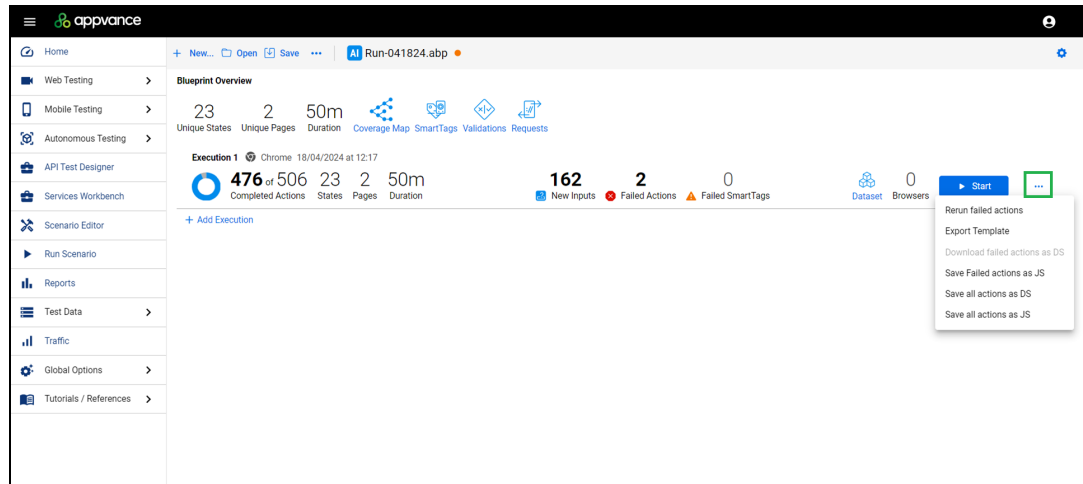 appvance
Home
Web Testing
Mobile Testing
Autonomous Testing
API Test Designer
Services Workbench
Scenario Editor
Run Scenario
Reports
Test Data
Traffic
Global Options
Tutorials / References
+ New... Open Save ... AI Run-041824.abp
Blueprint Overview
23 2 50m
Unique States Unique Pages Duration Coverage Map SmartTags Validations Requests
Execution 1 Chrome 18/04/2024 at 12:17
476 of 506 23 2 50m 162 2 0 0 Start ...
Completed Actions States Pages Duration New Inputs Failed Actions Failed SmartTags Dataset Browsers
+ Add Execution
Rerun failed actions
Export Template
Download failed actions as DS
Save Failed actions as JS
Save all actions as DS
Save all actions as JS